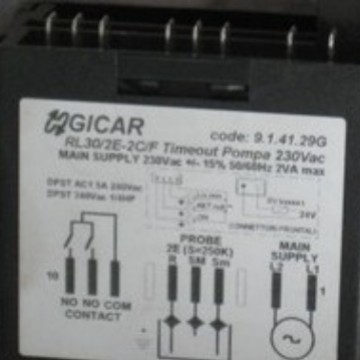 GICAR
code: 9.1.41.29G
RL30/2E-2C/F Timeout Pompa 230Vac
MAIN SUPPLY 230Vac +/- 15% 50/60Hz 2VA max
DPST AC1 5A 250Vac
24V
CONNETTORI FRONTALI
PROBE
2E (S=250K)
R SM Sm
MAIN
SUPPLY
L2 L1
10
1
NO NO COM
CONTACT